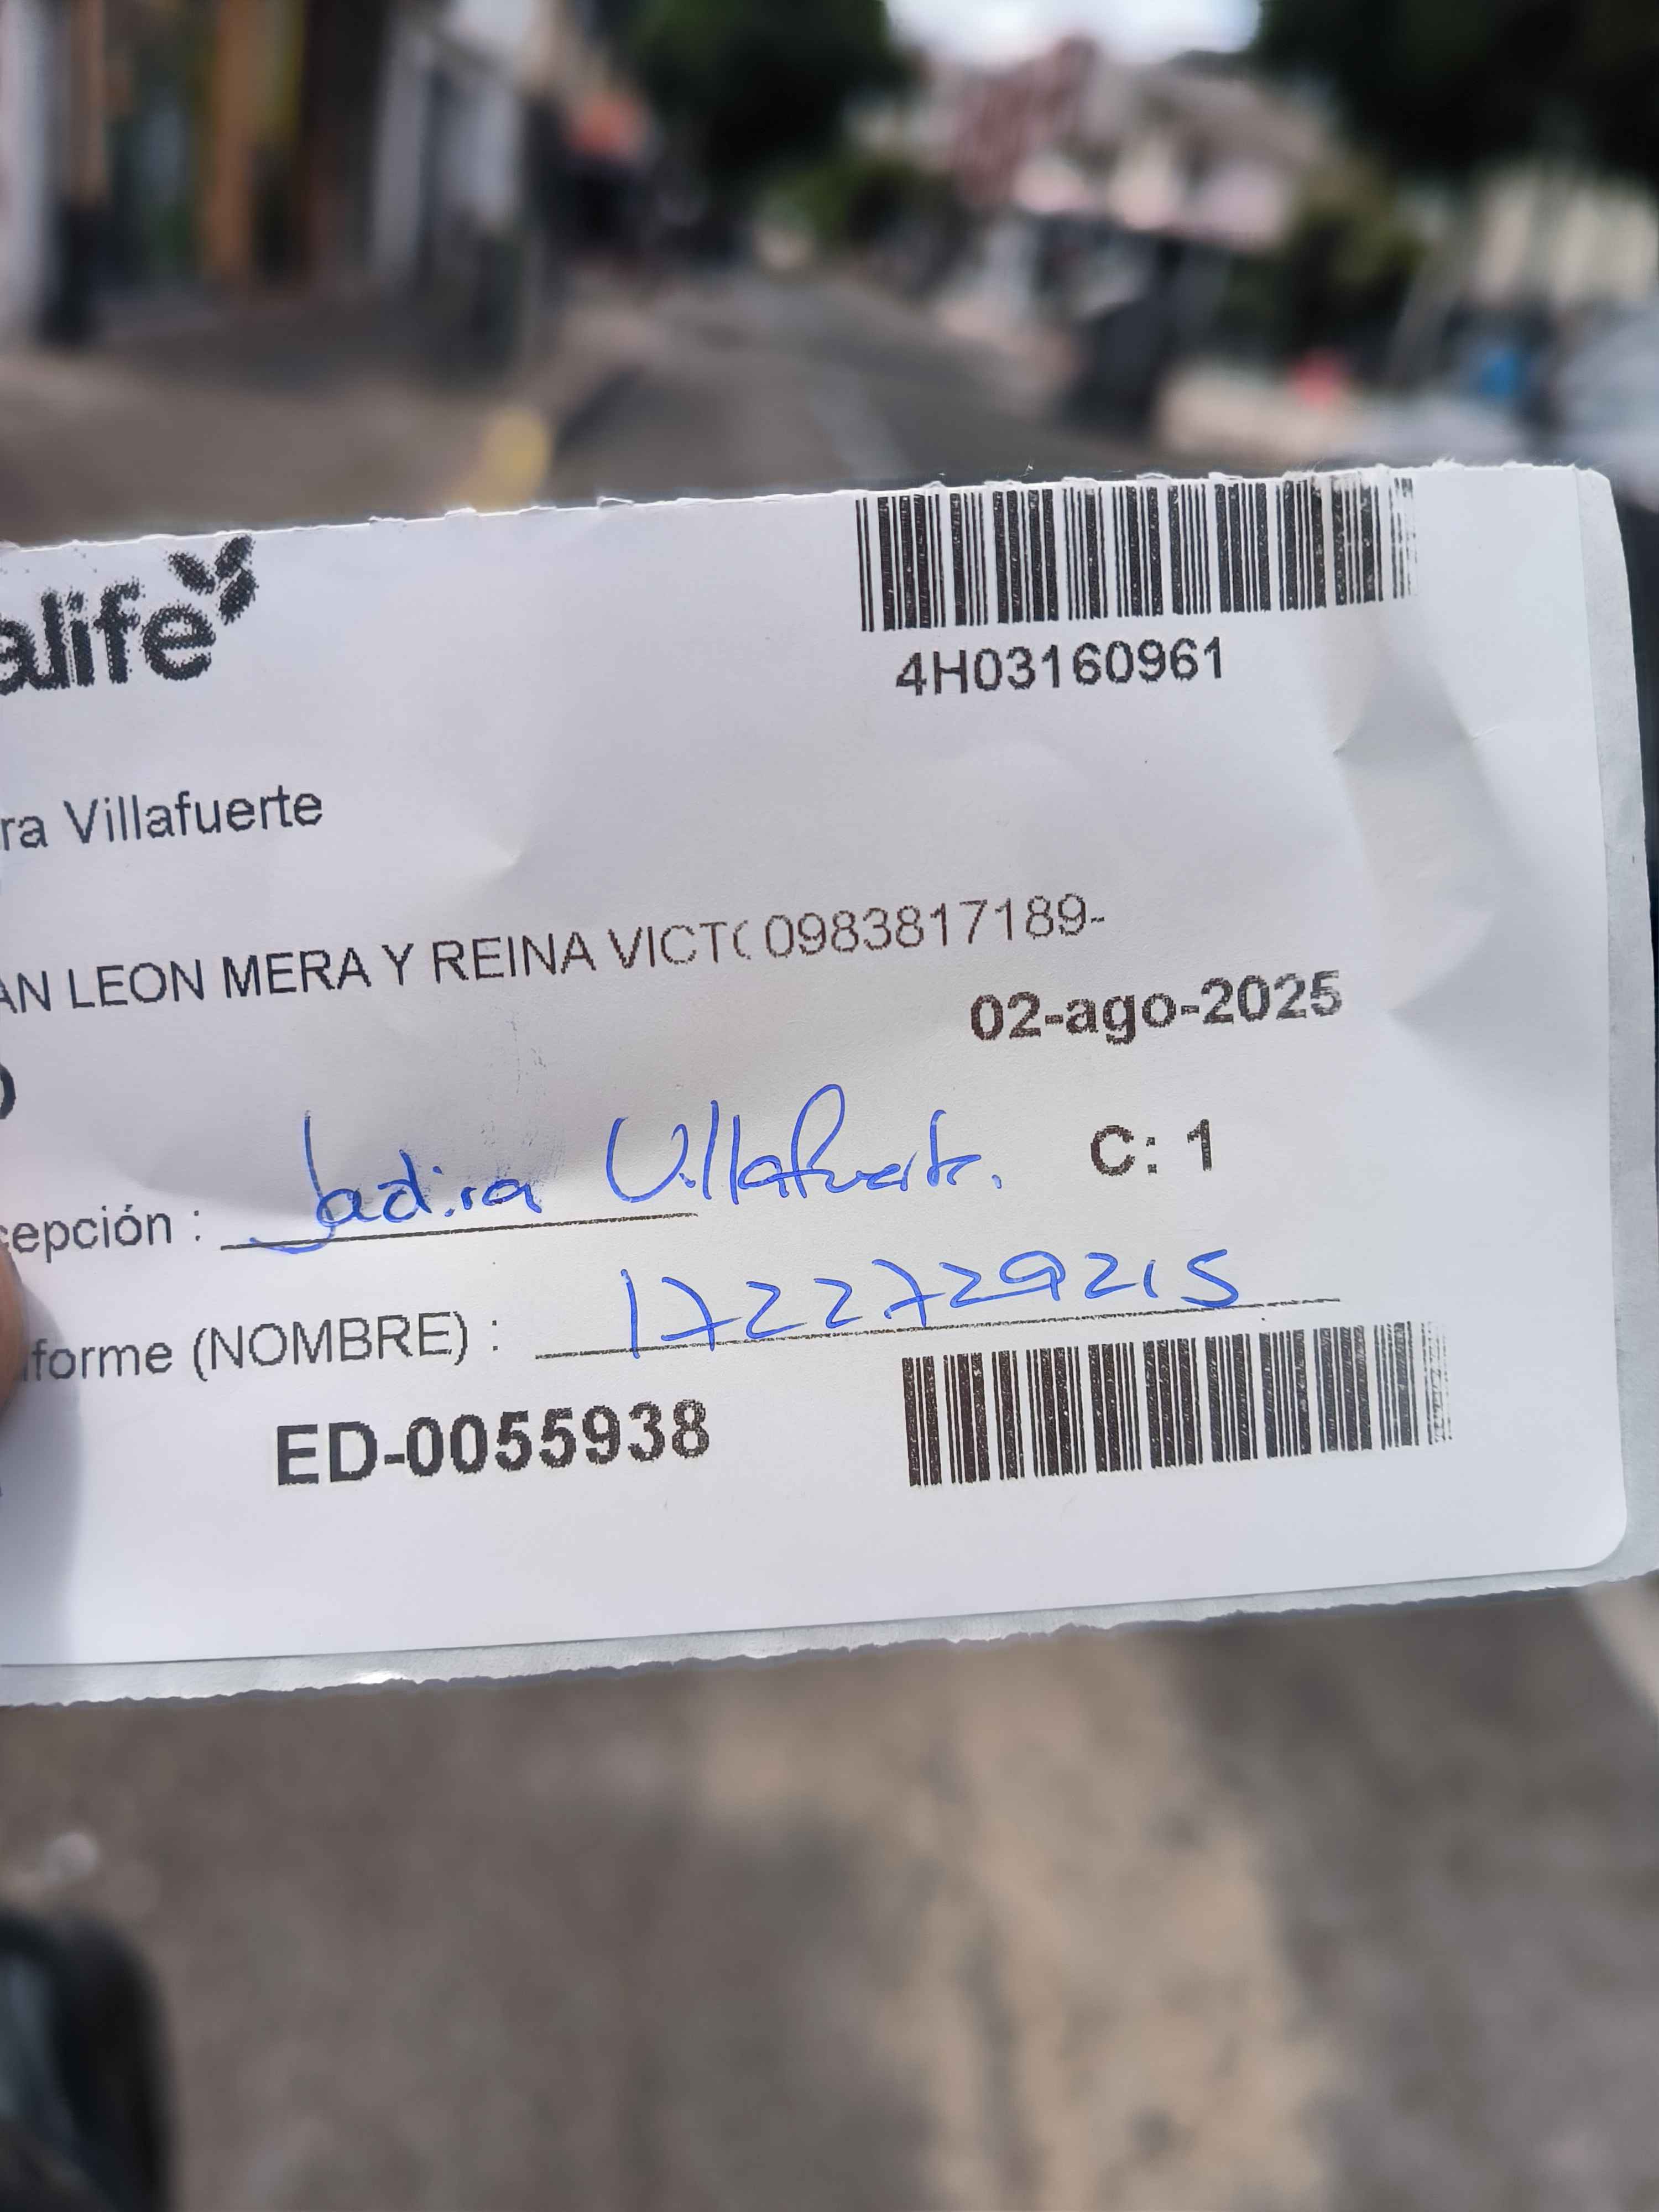 alife
4H03160961
ra Villafuerte
AN LEON MERA Y REINA VICTO 0983817189-
02-ago-2025
C: 1
cepción : Jadira Villafuerte.
forme (NOMBRE) : 1722729215
ED-0055938